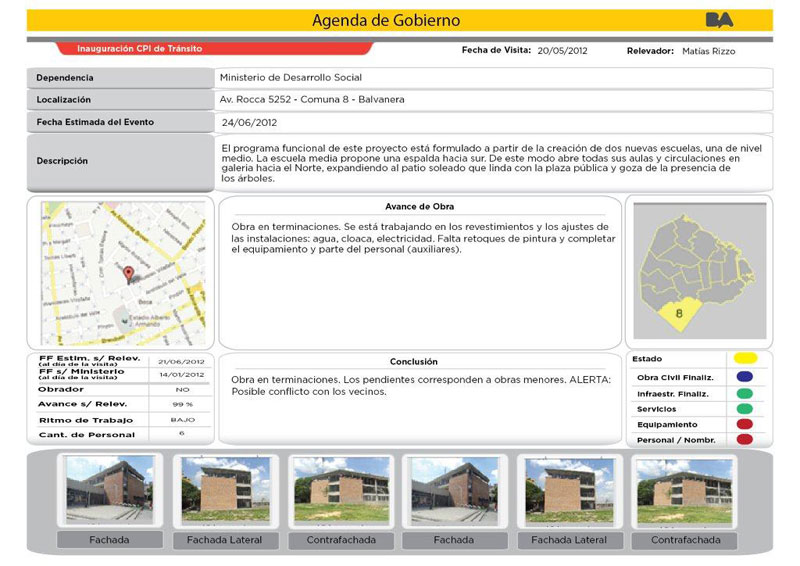 Agenda de Gobierno
BA
Inauguración CPI de Tránsito
Fecha de Visita: 20/05/2012
Relevador: Matías Rizzo
Dependencia
Ministerio de Desarrollo Social
Localización
Av. Rocca 5252 - Comuna 8 - Balvanera
Fecha Estimada del Evento
24/06/2012
Descripción
El programa funcional de este proyecto está formulado a partir de la creación de dos nuevas escuelas, una de nivel
medio. La escuela media propone una espalda hacia sur. De este modo abre todas sus aulas y circulaciones en
galeria hacia el Norte, expandiendo al patio soleado que linda con la plaza pública y goza de la presencia de
los árboles.
Avance de Obra
Obra en terminaciones. Se está trabajando en los revestimientos y los ajustes de
las instalaciones: agua, cloaca, electricidad. Falta retoques de pintura y completar
el equipamiento y parte del personal (auxiliares).
Boca
Estadio Alberto
J. Armando
8
FF Estim. s/ Relev.
(al día de la visita)
21/06/2012
FF s/ Ministerio
(al día de la visita)
14/01/2012
Obrador
NO
Avance s/ Relev.
99 %
Ritmo de Trabajo
BAJO
Cant. de Personal
6
Conclusión
Obra en terminaciones. Los pendientes corresponden a obras menores. ALERTA:
Posible conflicto con los vecinos.
Estado
Obra Civil Finaliz.
Infraestr. Finaliz.
Servicios
Equipamiento
Personal / Nombr.
Fachada
Fachada Lateral
Contrafachada
Fachada
Fachada Lateral
Contrafachada